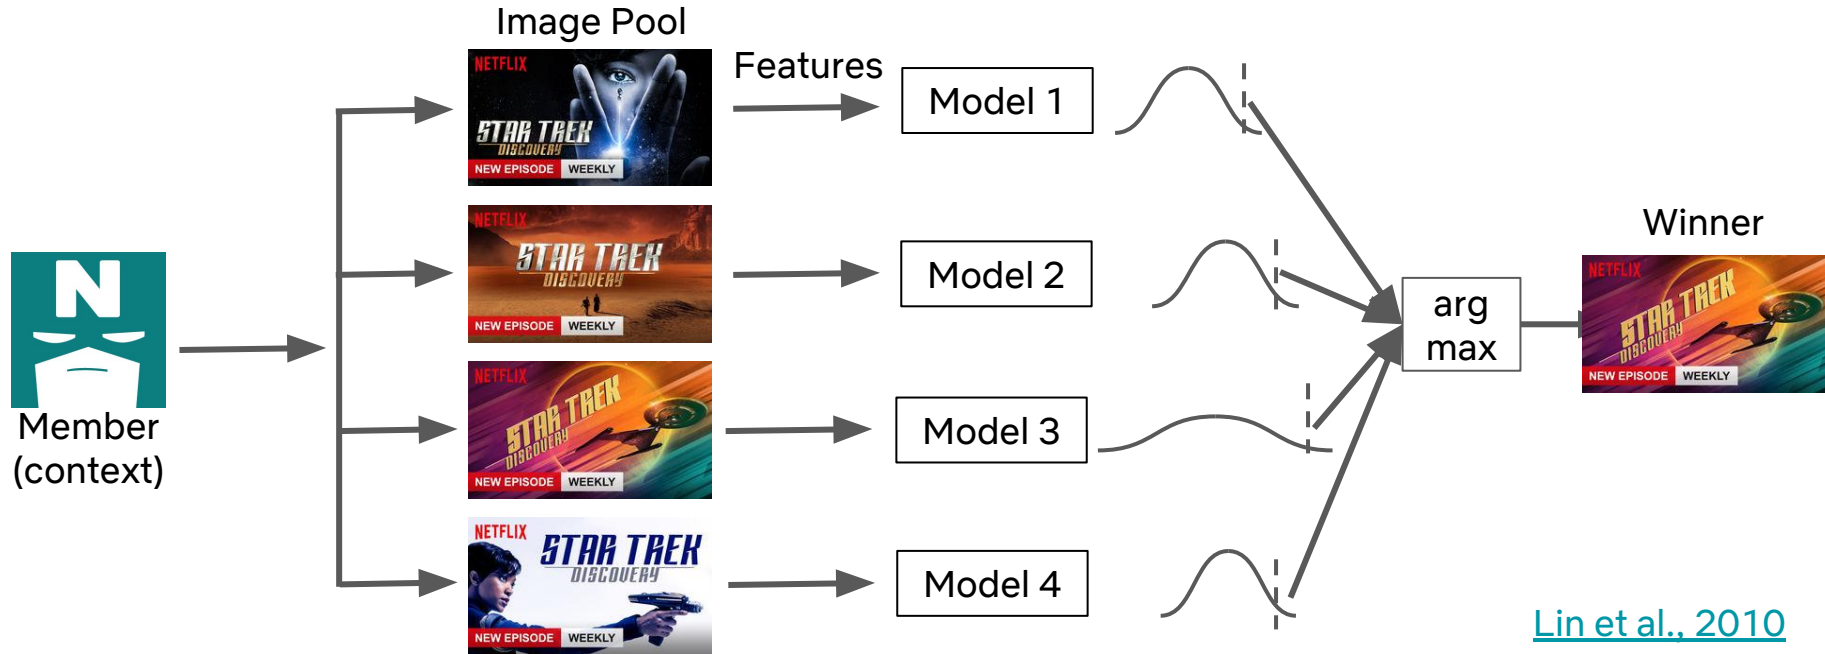 Image Pool
Features
NETFLIX
STAR TREK
DISCOVERY
NEW EPISODE WEEKLY
Model 1
NETFLIX
STAR TREK
DISCOVERY
NEW EPISODE WEEKLY
Model 2
N
Member
(context)
NETFLIX
STAR TREK
DISCOVERY
NEW EPISODE WEEKLY
Model 3
NETFLIX
STAR TREK
DISCOVERY
NEW EPISODE WEEKLY
Model 4
arg
max
Winner
NETFLIX
STAR TREK
DISCOVERY
NEW EPISODE WEEKLY
Lin et al., 2010